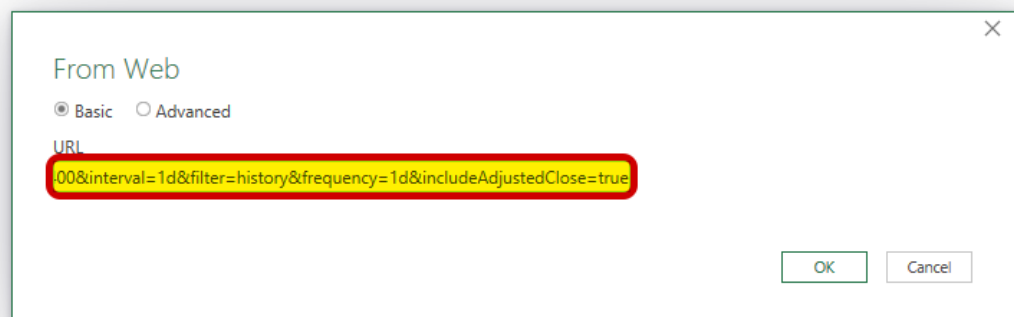 From Web
Basic Advanced
URL
00&interval=1d&filter=history&frequency=1d&includeAdjustedClose=true
OK Cancel